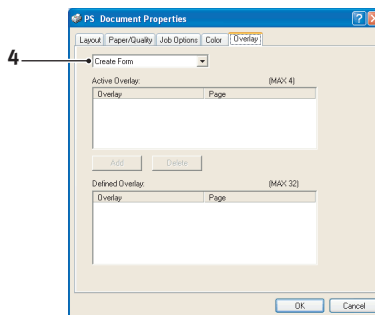 PS Document Properties
Layout Paper/Quality Job Options Color Overlay
4
Create Form
Active Overlay: (MAX 4)
Overlay Page
Add Delete
Defined Overlay: (MAX 32)
Overlay Page
OK Cancel